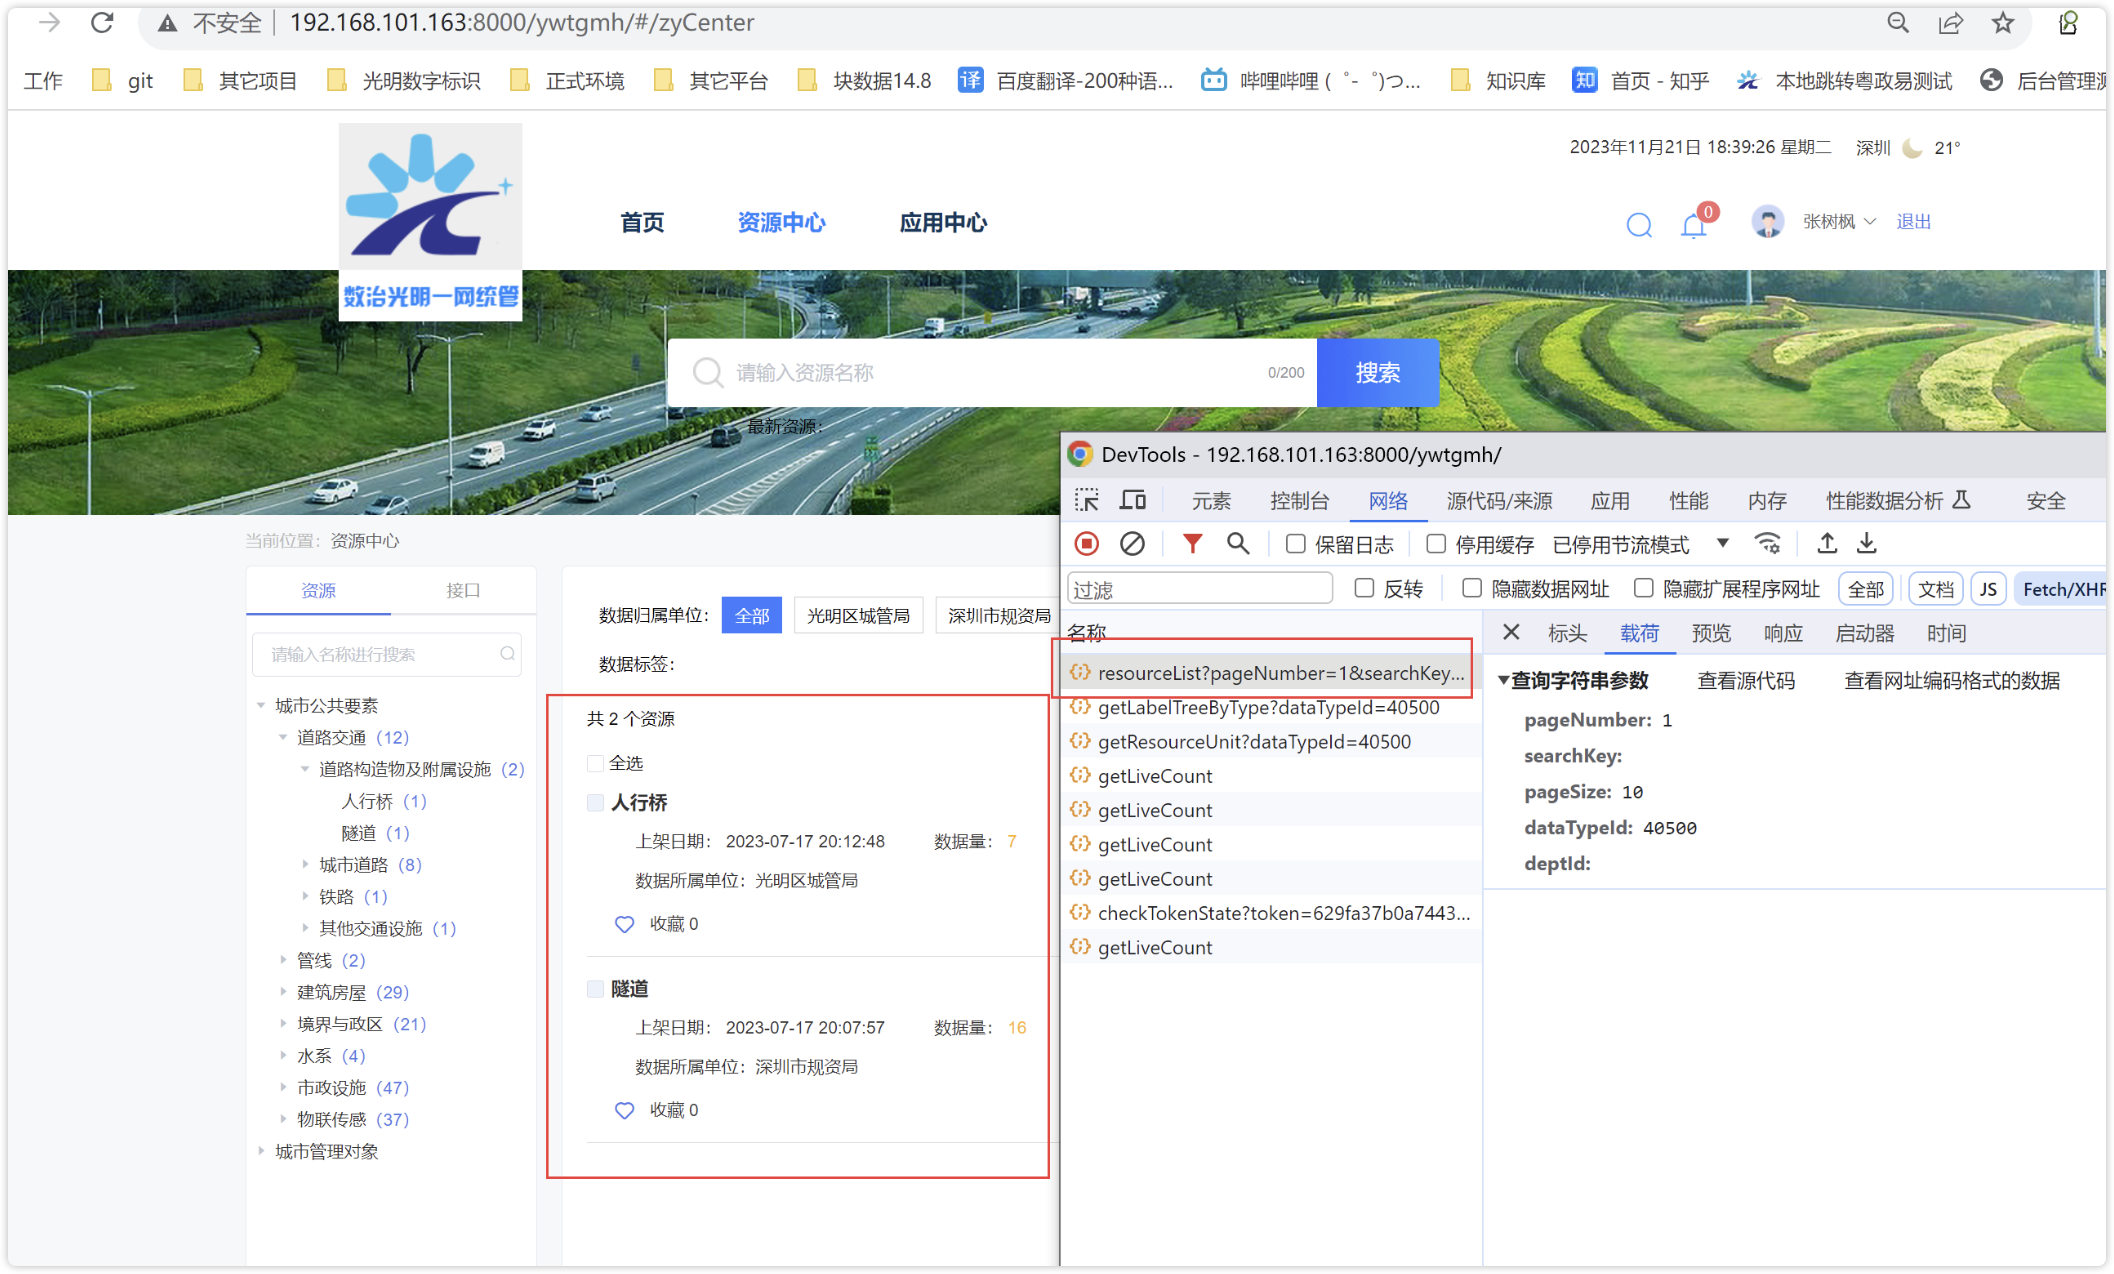 不安全 192.168.101.163:8000/ywtgmh/#/zyCenter
工作 git 其它项目 光明数字标识 正式环境 其它平台 块数据14.8 译 百度翻译-200种语... 哔哩哔哩 (゜-゜)つ... 知识库 知 首页 - 知乎 本地跳转粤政易测试 后台管理测
2023年11月21日 18:39:26 星期二 深圳 21°
首页 资源中心 应用中心 0 张树枫 退出
数治光明一网统管
请输入资源名称 0/200 搜索
最新资源:
当前位置: 资源中心
资源 接口
请输入名称进行搜索
城市公共要素
道路交通 (12)
道路构造物及附属设施 (2)
人行桥 (1)
隧道 (1)
城市道路 (8)
铁路 (1)
其他交通设施 (1)
管线 (2)
建筑房屋 (29)
境界与政区 (21)
水系 (4)
市政设施 (47)
物联传感 (37)
城市管理对象
数据归属单位: 全部 光明区城管局 深圳市规资局
数据标签:
共 2 个资源
全选
人行桥
上架日期: 2023-07-17 20:12:48 数据量: 7
数据所属单位: 光明区城管局
收藏 0
隧道
上架日期: 2023-07-17 20:07:57 数据量: 16
数据所属单位: 深圳市规资局
收藏 0
DevTools - 192.168.101.163:8000/ywtgmh/
元素 控制台 网络 源代码/来源 应用 性能 内存 性能数据分析 安全
保留日志 停用缓存 已停用节流模式
过滤 反转 隐藏数据网址 隐藏扩展程序网址 全部 文档 JS Fetch/XHR
名称
resourceList?pageNumber=1&searchKey...
getLabelTreeByType?dataTypeId=40500
getResourceUnit?dataTypeId=40500
getLiveCount
getLiveCount
getLiveCount
getLiveCount
checkTokenState?token=629fa37b0a7443...
getLiveCount
标头 载荷 预览 响应 启动器 时间
查询字符串参数 查看源代码 查看网址编码格式的数据
pageNumber: 1
searchKey:
pageSize: 10
dataTypeId: 40500
deptId: